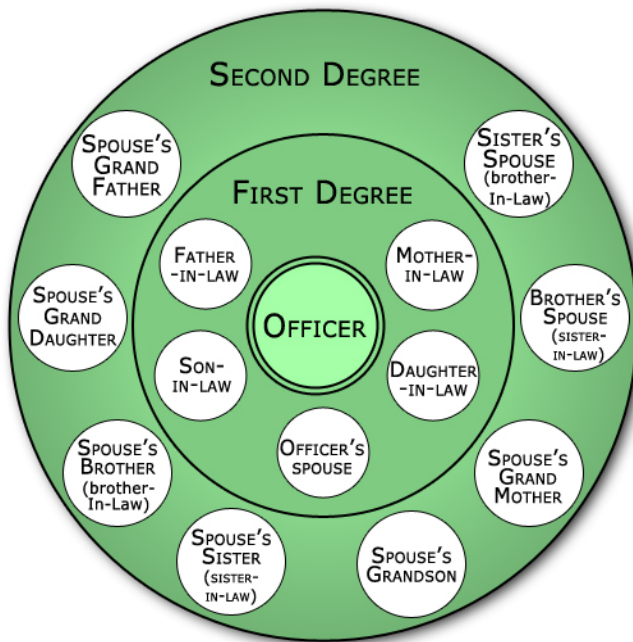 SECOND DEGREE
SPOUSE'S
GRAND
FATHER
SISTER'S
SPOUSE
(brother-
In-Law)
FIRST DEGREE
FATHER
-IN-LAW
MOTHER-
IN-LAW
SPOUSE'S
GRAND
DAUGHTER
OFFICER
BROTHER'S
SPOUSE
(SISTER-
IN-LAW)
SON-
IN-LAW
DAUGHTER
-IN-LAW
SPOUSE'S
BROTHER
(brother-
In-Law)
OFFICER'S
SPOUSE
SPOUSE'S
GRAND
MOTHER
SPOUSE'S
SISTER
(SISTER-
IN-LAW)
SPOUSE'S
GRANDSON